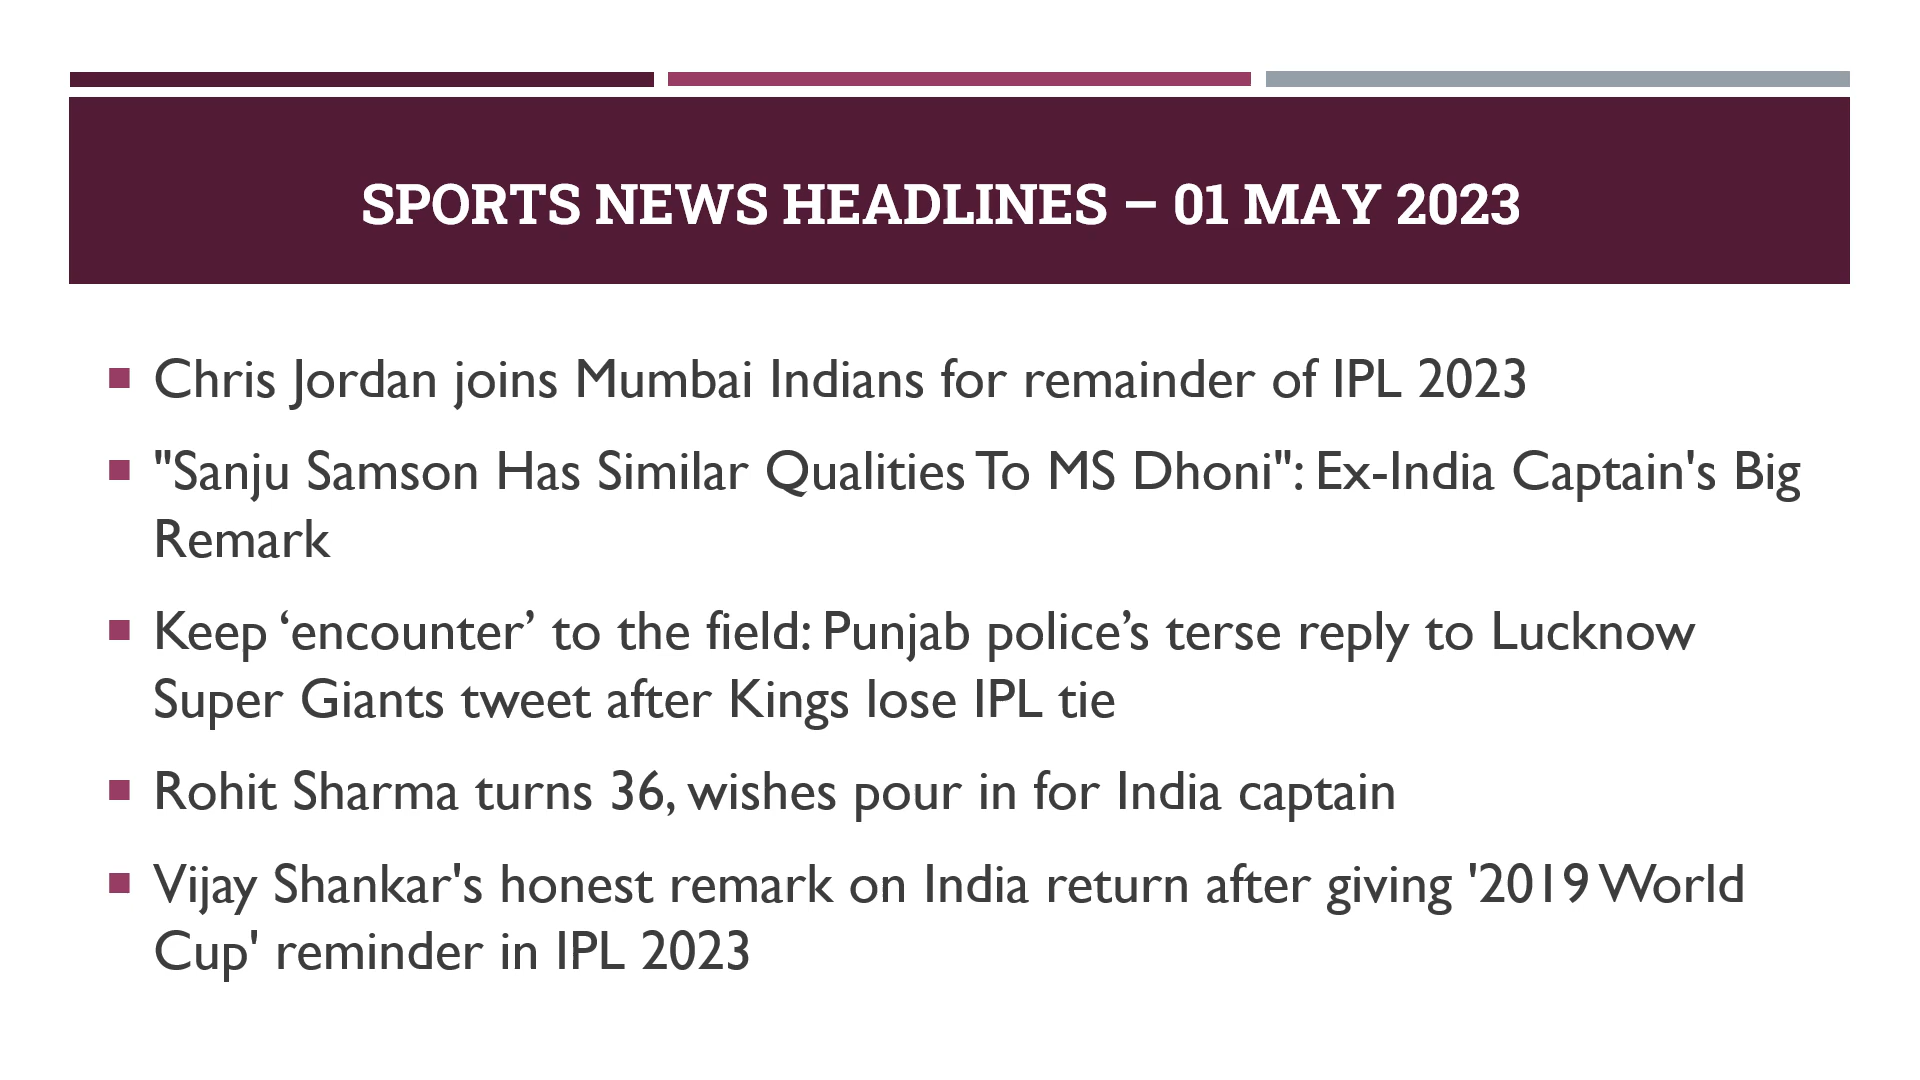 SPORTS NEWS HEADLINES – 01 MAY 2023
Chris Jordan joins Mumbai Indians for remainder of IPL 2023
"Sanju Samson Has Similar Qualities To MS Dhoni": Ex-India Captain's Big
Remark
Keep ‘encounter’ to the field: Punjab police’s terse reply to Lucknow
Super Giants tweet after Kings lose IPL tie
Rohit Sharma turns 36, wishes pour in for India captain
Vijay Shankar's honest remark on India return after giving '2019 World
Cup' reminder in IPL 2023